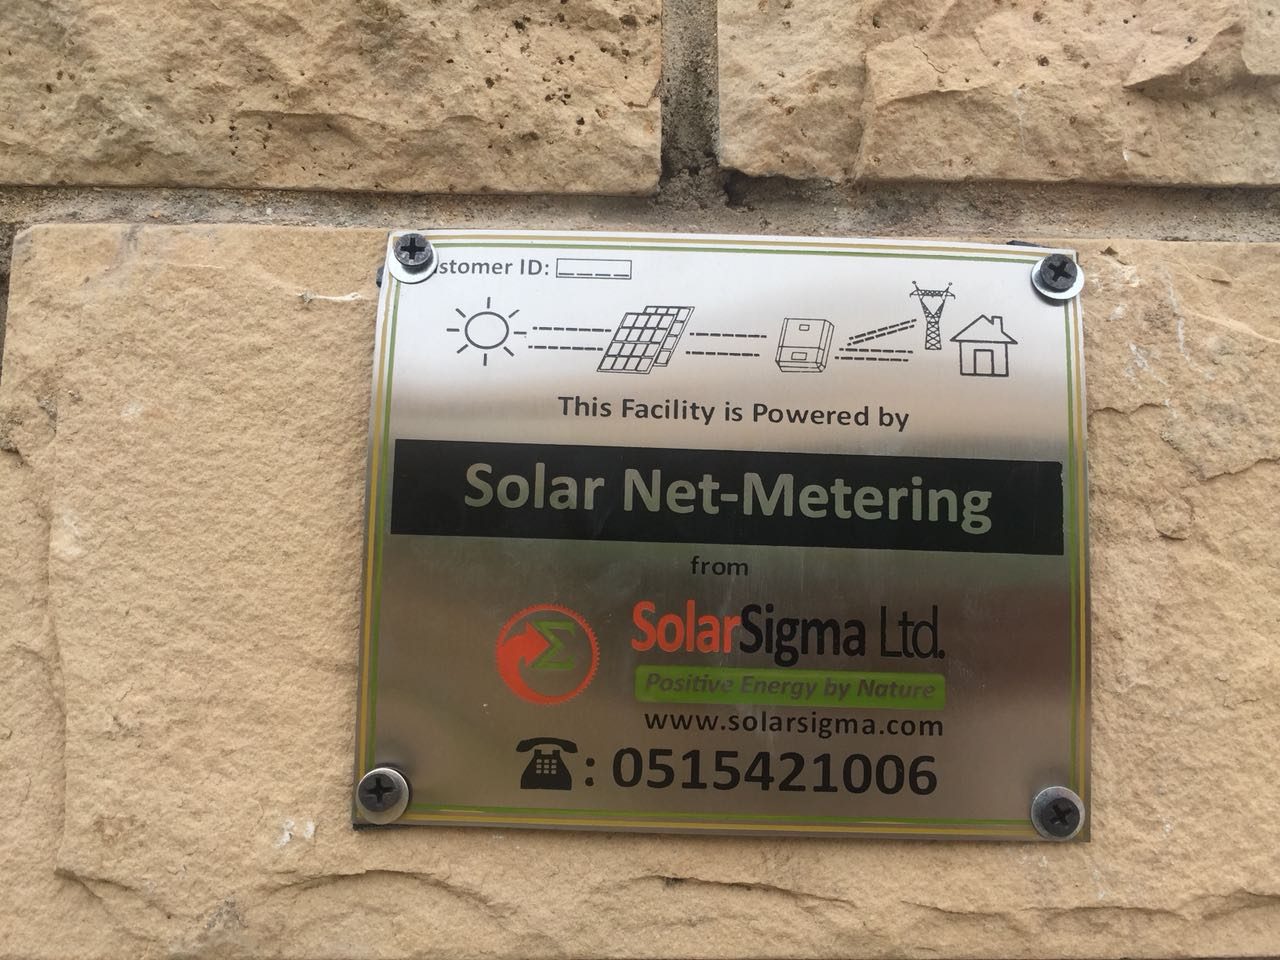 stomer ID:
This Facility is Powered by
Solar Net-Metering
from
SolarSigma Ltd.
Positive Energy by Nature
www.solarsigma.com
: 0515421006